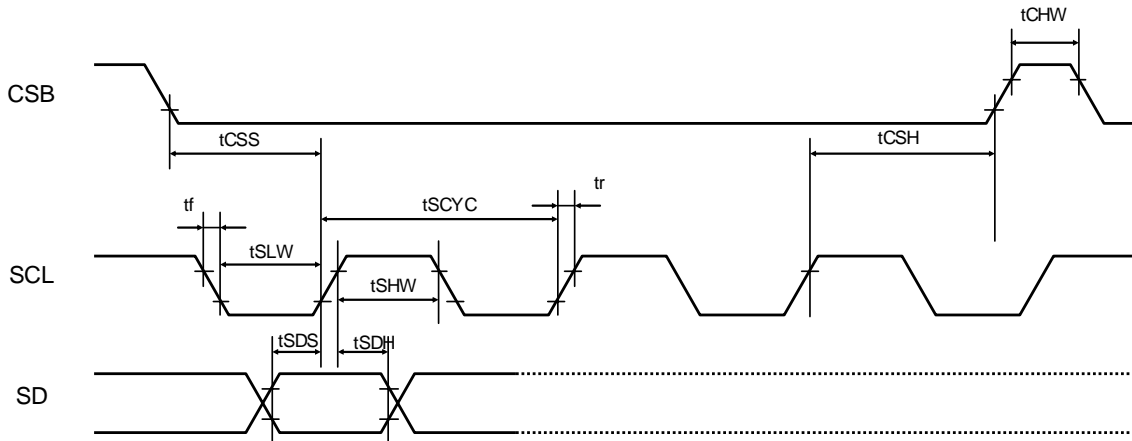 tCHW
CSB
tCSS
tCSH
tf
tSCYC
tr
tSLW
SCL
tSHW
tSDS
tSDH
SD